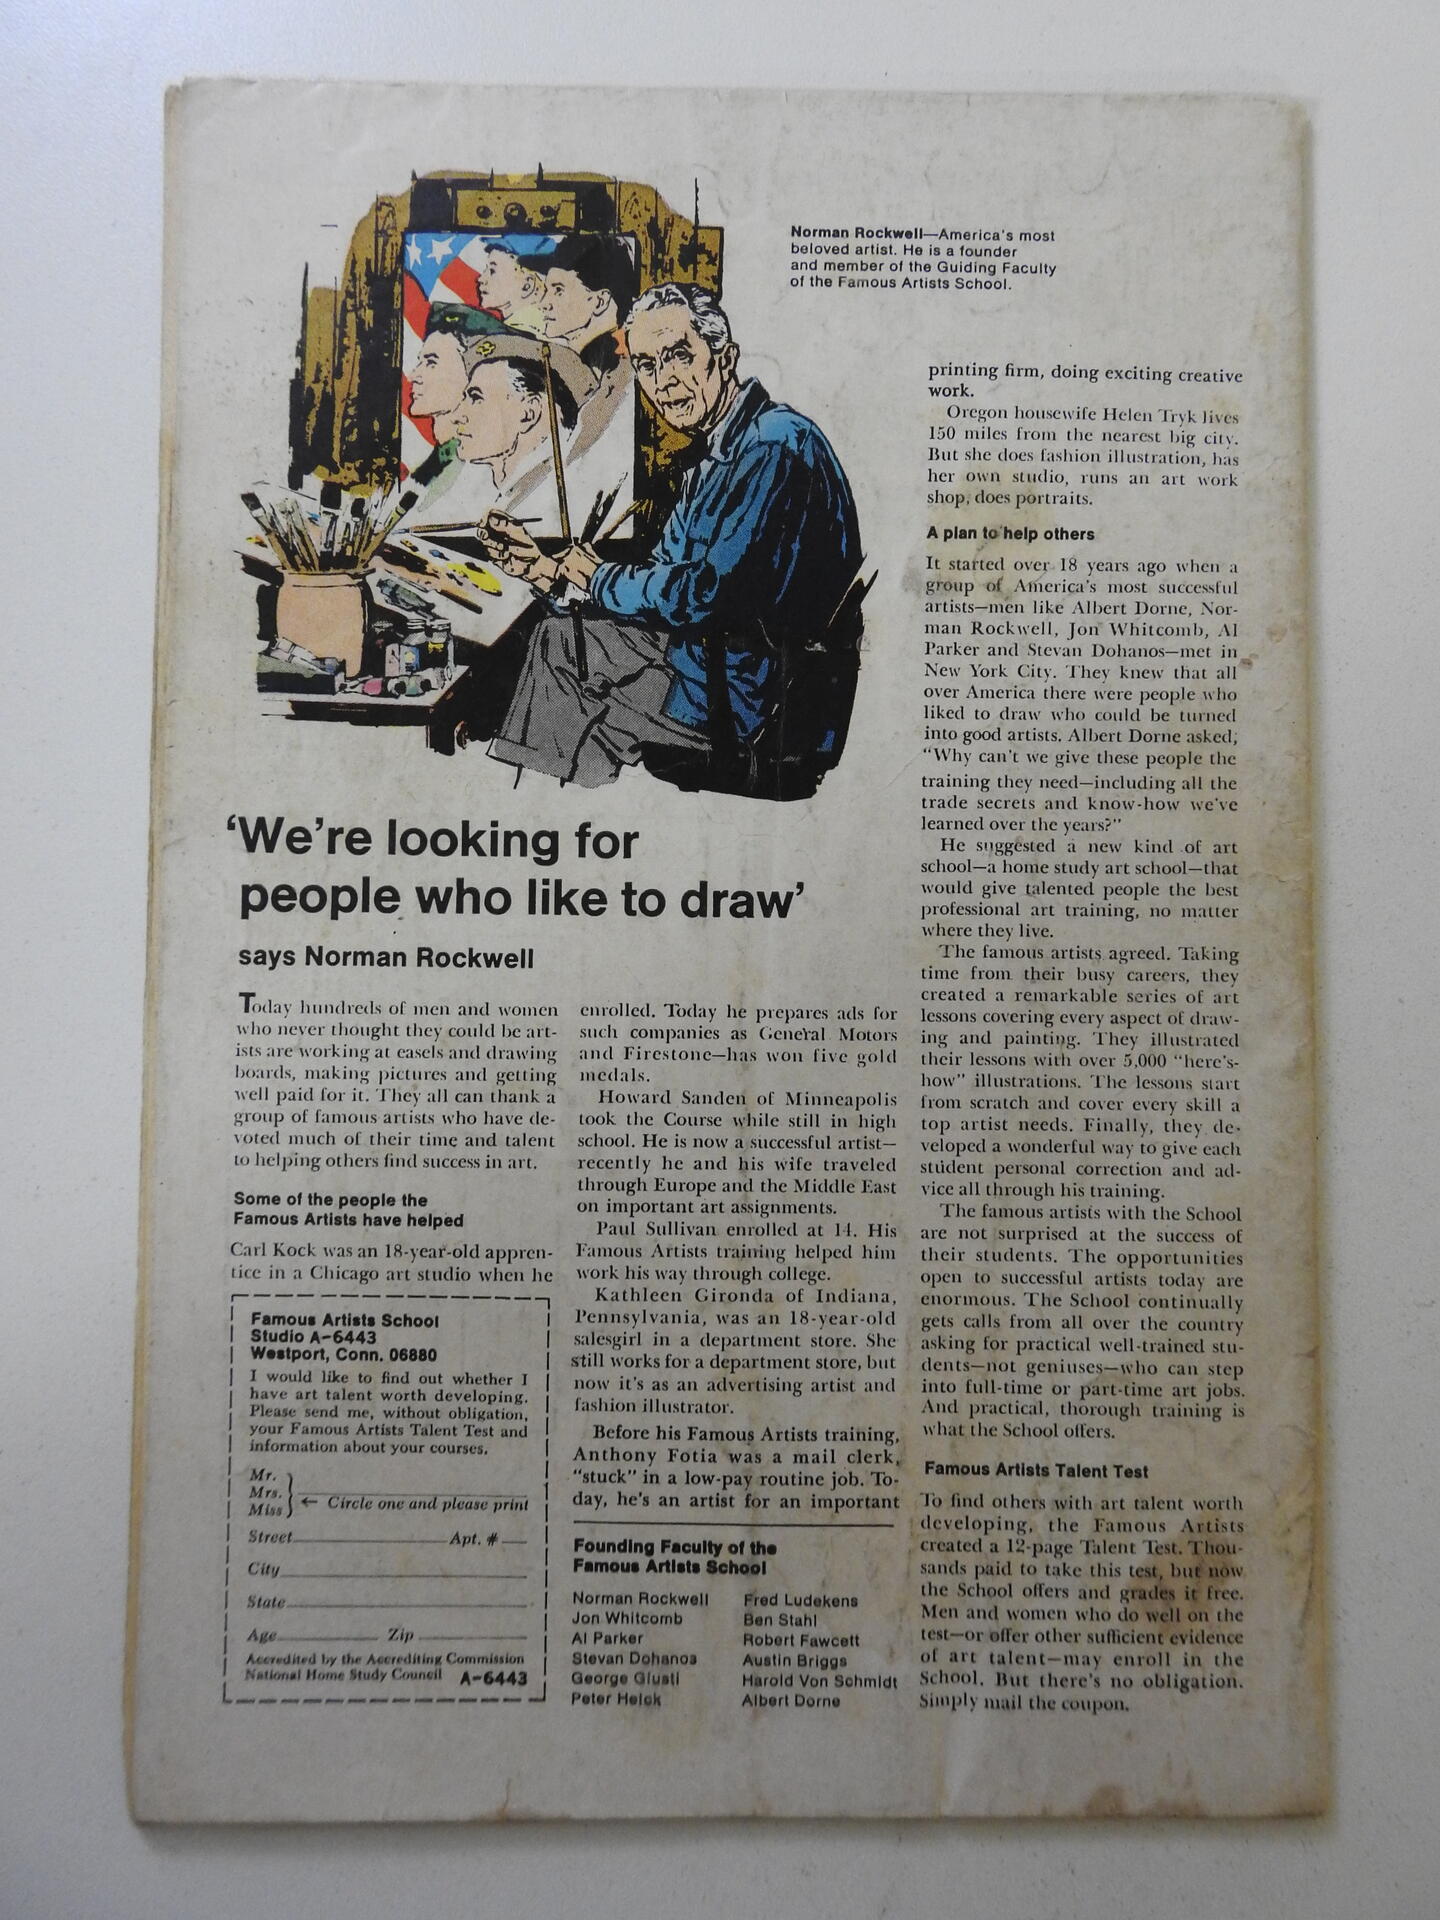 Norman Rockwell—America's most
beloved artist. He is a founder
and member of the Guiding Faculty
of the Famous Artists School.
'We're looking for
people who like to draw'
says Norman Rockwell
Today hundreds of men and women
who never thought they could be art-
ists are working at easels and drawing
boards, making pictures and getting
well paid for it. They all can thank a
group of famous artists who have de-
voted much of their time and talent
to helping others find success in art.
Some of the people the
Famous Artists have helped
Carl Kock was an 18-year-old appren-
tice in a Chicago art studio when he
enrolled. Today he prepares ads for
such companies as General Motors
and Firestone—has won five gold
medals.
Howard Sanden of Minneapolis
took the Course while still in high
school. He is now a successful artist—
recently he and his wife traveled
through Europe and the Middle East
on important art assignments.
Paul Sullivan enrolled at 14. His
Famous Artists training helped him
work his way through college.
Kathleen Gironda of Indiana,
Pennsylvania, was an 18-year-old
salesgirl in a department store. She
still works for a department store, but
now it's as an advertising artist and
fashion illustrator.
Before his Famous Artists training,
Anthony Fotia was a mail clerk,
"stuck" in a low-pay routine job. To-
day, he's an artist for an important
printing firm, doing exciting creative
work.
Oregon housewife Helen Tryk lives
150 miles from the nearest big city.
But she does fashion illustration, has
her own studio, runs an art work
shop, does portraits.
A plan to help others
It started over 18 years ago when a
group of America's most successful
artists—men like Albert Dorne, Nor-
man Rockwell, Jon Whitcomb, Al
Parker and Stevan Dohanos—met in
New York City. They knew that all
over America there were people who
liked to draw who could be turned
into good artists. Albert Dorne asked,
"Why can't we give these people the
training they need—including all the
trade secrets and know-how we've
learned over the years?"
He suggested a new kind of art
school—a home study art school—that
would give talented people the best
professional art training, no matter
where they live.
The famous artists agreed. Taking
time from their busy careers, they
created a remarkable series of art
lessons covering every aspect of draw-
ing and painting. They illustrated
their lessons with over 5,000 "here's-
how" illustrations. The lessons start
from scratch and cover every skill a
top artist needs. Finally, they de-
veloped a wonderful way to give each
student personal correction and ad-
vice all through his training.
The famous artists with the School
are not surprised at the success of
their students. The opportunities
open to successful artists today are
enormous. The School continually
gets calls from all over the country
asking for practical well-trained stu-
dents—not geniuses—who can step
into full-time or part-time art jobs.
And practical, thorough training is
what the School offers.
Famous Artists Talent Test
To find others with art talent worth
developing, the Famous Artists
created a 12-page Talent Test. Thou-
sands paid to take this test, but now
the School offers and grades it free.
Men and women who do well on the
test—or offer other sufficient evidence
of art talent—may enroll in the
School. But there's no obligation.
Simply mail the coupon.
Famous Artists School
Studio A-6443
Westport, Conn. 06880
I would like to find out whether I
have art talent worth developing.
Please send me, without obligation,
your Famous Artists Talent Test and
information about your courses.
Mr.
Mrs.
Miss
← Circle one and please print
Street Apt. #
City
State
Age Zip
Accredited by the Accrediting Commission
National Home Study Council A-6443
Founding Faculty of the
Famous Artists School
Norman Rockwell
Jon Whitcomb
Al Parker
Stevan Dohanos
George Giusti
Peter Helck
Fred Ludekens
Ben Stahl
Robert Fawcett
Austin Briggs
Harold Von Schmidt
Albert Dorne